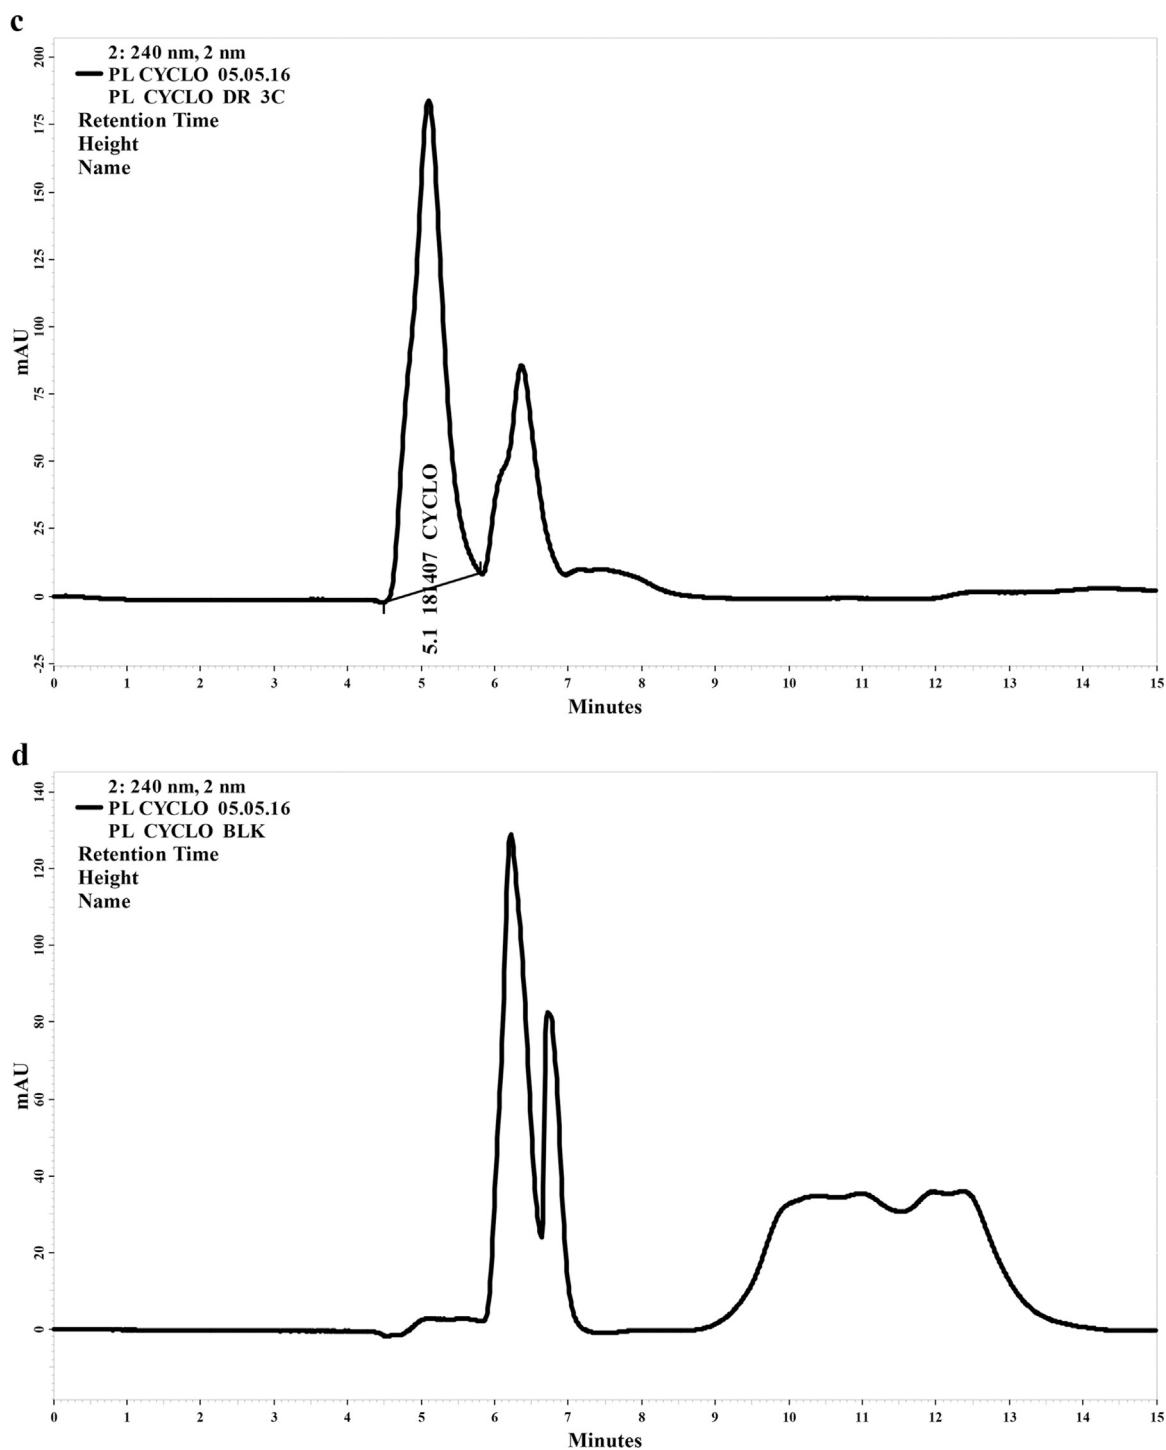 c
2: 240 nm, 2 nm
PL CYCLO 05.05.16
PL CYCLO DR 3C
Retention Time
Height
Name
200
175
150
125
100
75
50
25
0
-25
mAU
5.1 181407 CYCLO
0 1 2 3 4 5 6 7 8 9 10 11 12 13 14 15
Minutes
d
2: 240 nm, 2 nm
PL CYCLO 05.05.16
PL CYCLO BLK
Retention Time
Height
Name
140
120
100
80
60
40
20
0
mAU
0 1 2 3 4 5 6 7 8 9 10 11 12 13 14 15
Minutes